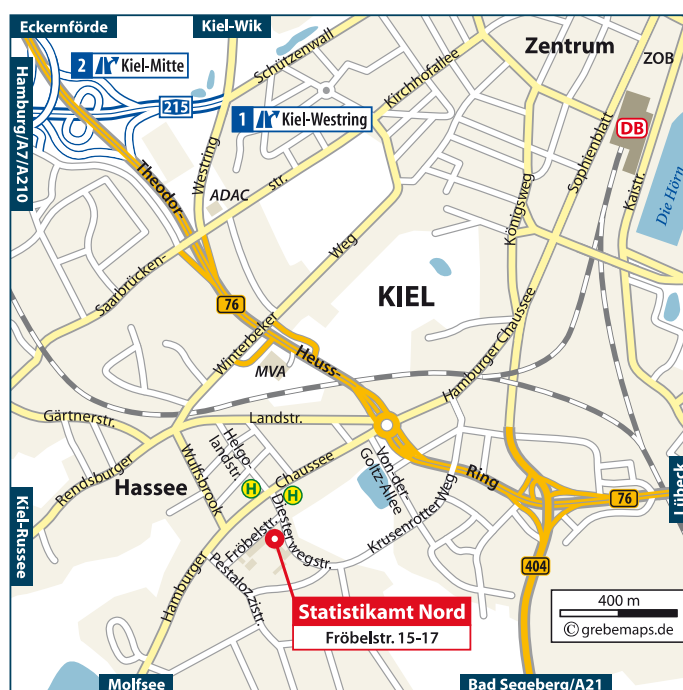 Eckernförde
Kiel-Wik
Zentrum
ZOB
2 Kiel-Mitte
Schützenwall
Kirchhofallee
Hamburg/A7/A210
215
1 Kiel-Westring
DB
Sophienblatt
Kaistr.
Die Hörn
Theodor-
Westring
ADAC
str.
Königsweg
Weg
Saarbrücken-
KIEL
76
Winterbeker
MVA
Heuss-
Hamburger Chaussee
Gärtnerstr.
Landstr.
Rendsburger
Helgo-
landstr.
Wulfsbrook
Hassee
Chaussee
Von-der-
Goltz-Allee
Ring
76
Lübeck
H
H
Kiel-Russee
Diesterwegstr.
Fröbelstr.
Krusenrotter Weg
Pestalozzistr.
Hamburger
404
Statistikamt Nord
Fröbelstr. 15-17
400 m
© grebemaps.de
Molfsee
Bad Segeberg/A21